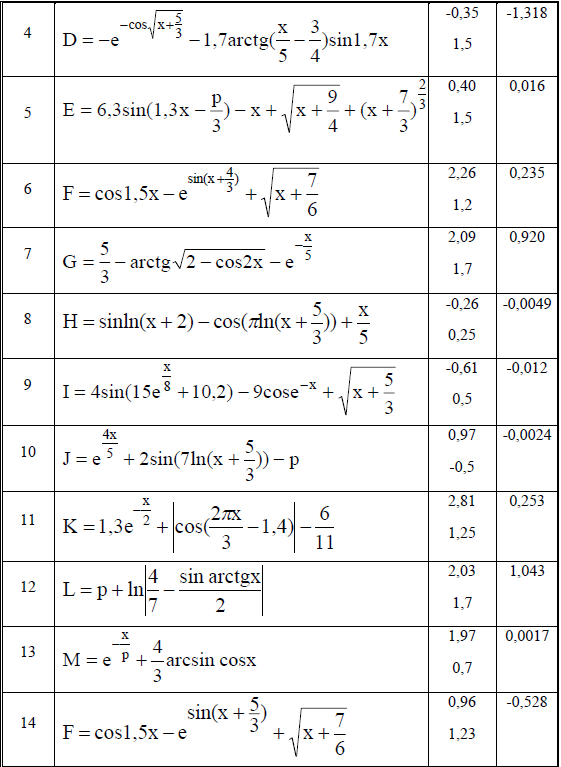 4 D = −e^(−cos√(x+5/3)) − 1,7arctg(x/5 − 3/4)sin1,7x -0,35 -1,318
1,5
5 E = 6,3sin(1,3x − p/3) − x + √(x + 9/4) + (x + 7/3)^(2/3) 0,40 0,016
1,5
6 F = cos1,5x − e^(sin(x+4/3)) + √(x + 7/6) 2,26 0,235
1,2
7 G = 5/3 − arctg√(2 − cos2x) − e^(−x/5) 2,09 0,920
1,7
8 H = sinln(x + 2) − cos(πln(x + 5/3)) + x/5 -0,26 -0,0049
0,25
9 I = 4sin(15e^(x/8) + 10,2) − 9cose^(−x) + √(x + 5/3) -0,61 -0,012
0,5
10 J = e^(4x/5) + 2sin(7ln(x + 5/3)) − p 0,97 -0,0024
-0,5
11 K = 1,3e^(−x/2) + |cos(2πx/3 − 1,4)| − 6/11 2,81 0,253
1,25
12 L = p + ln|4/7 − sin arctgx/2| 2,03 1,043
1,7
13 M = e^(−x/p) + 4/3 arcsin cosx 1,97 0,0017
0,7
14 F = cos1,5x − e^(sin(x + 5/3)) + √(x + 7/6) 0,96 -0,528
1,23